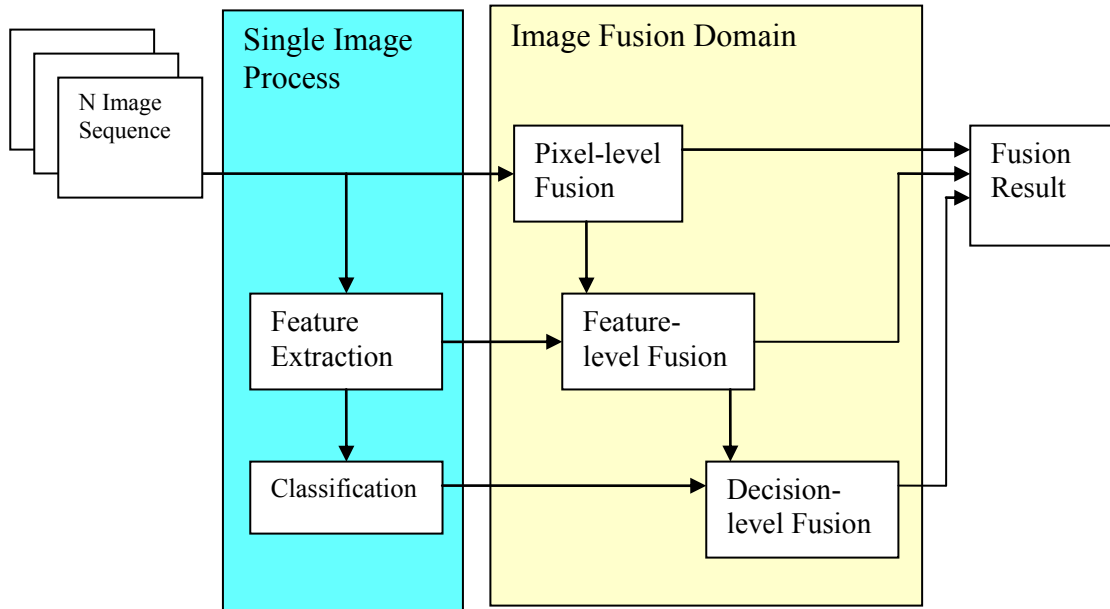 Single Image
Process
Image Fusion Domain
N Image
Sequence
Pixel-level
Fusion
Fusion
Result
Feature
Extraction
Feature-
level Fusion
Classification
Decision-
level Fusion